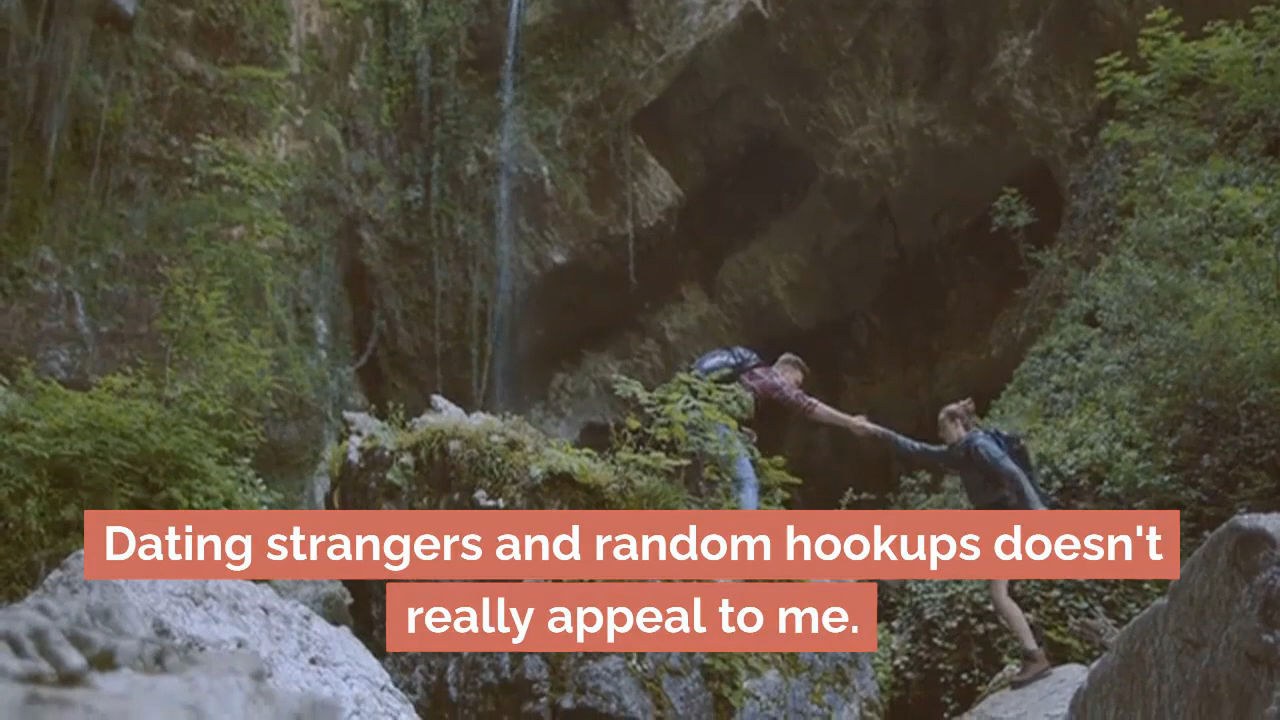 Dating strangers and random hookups doesn't
really appeal to me.